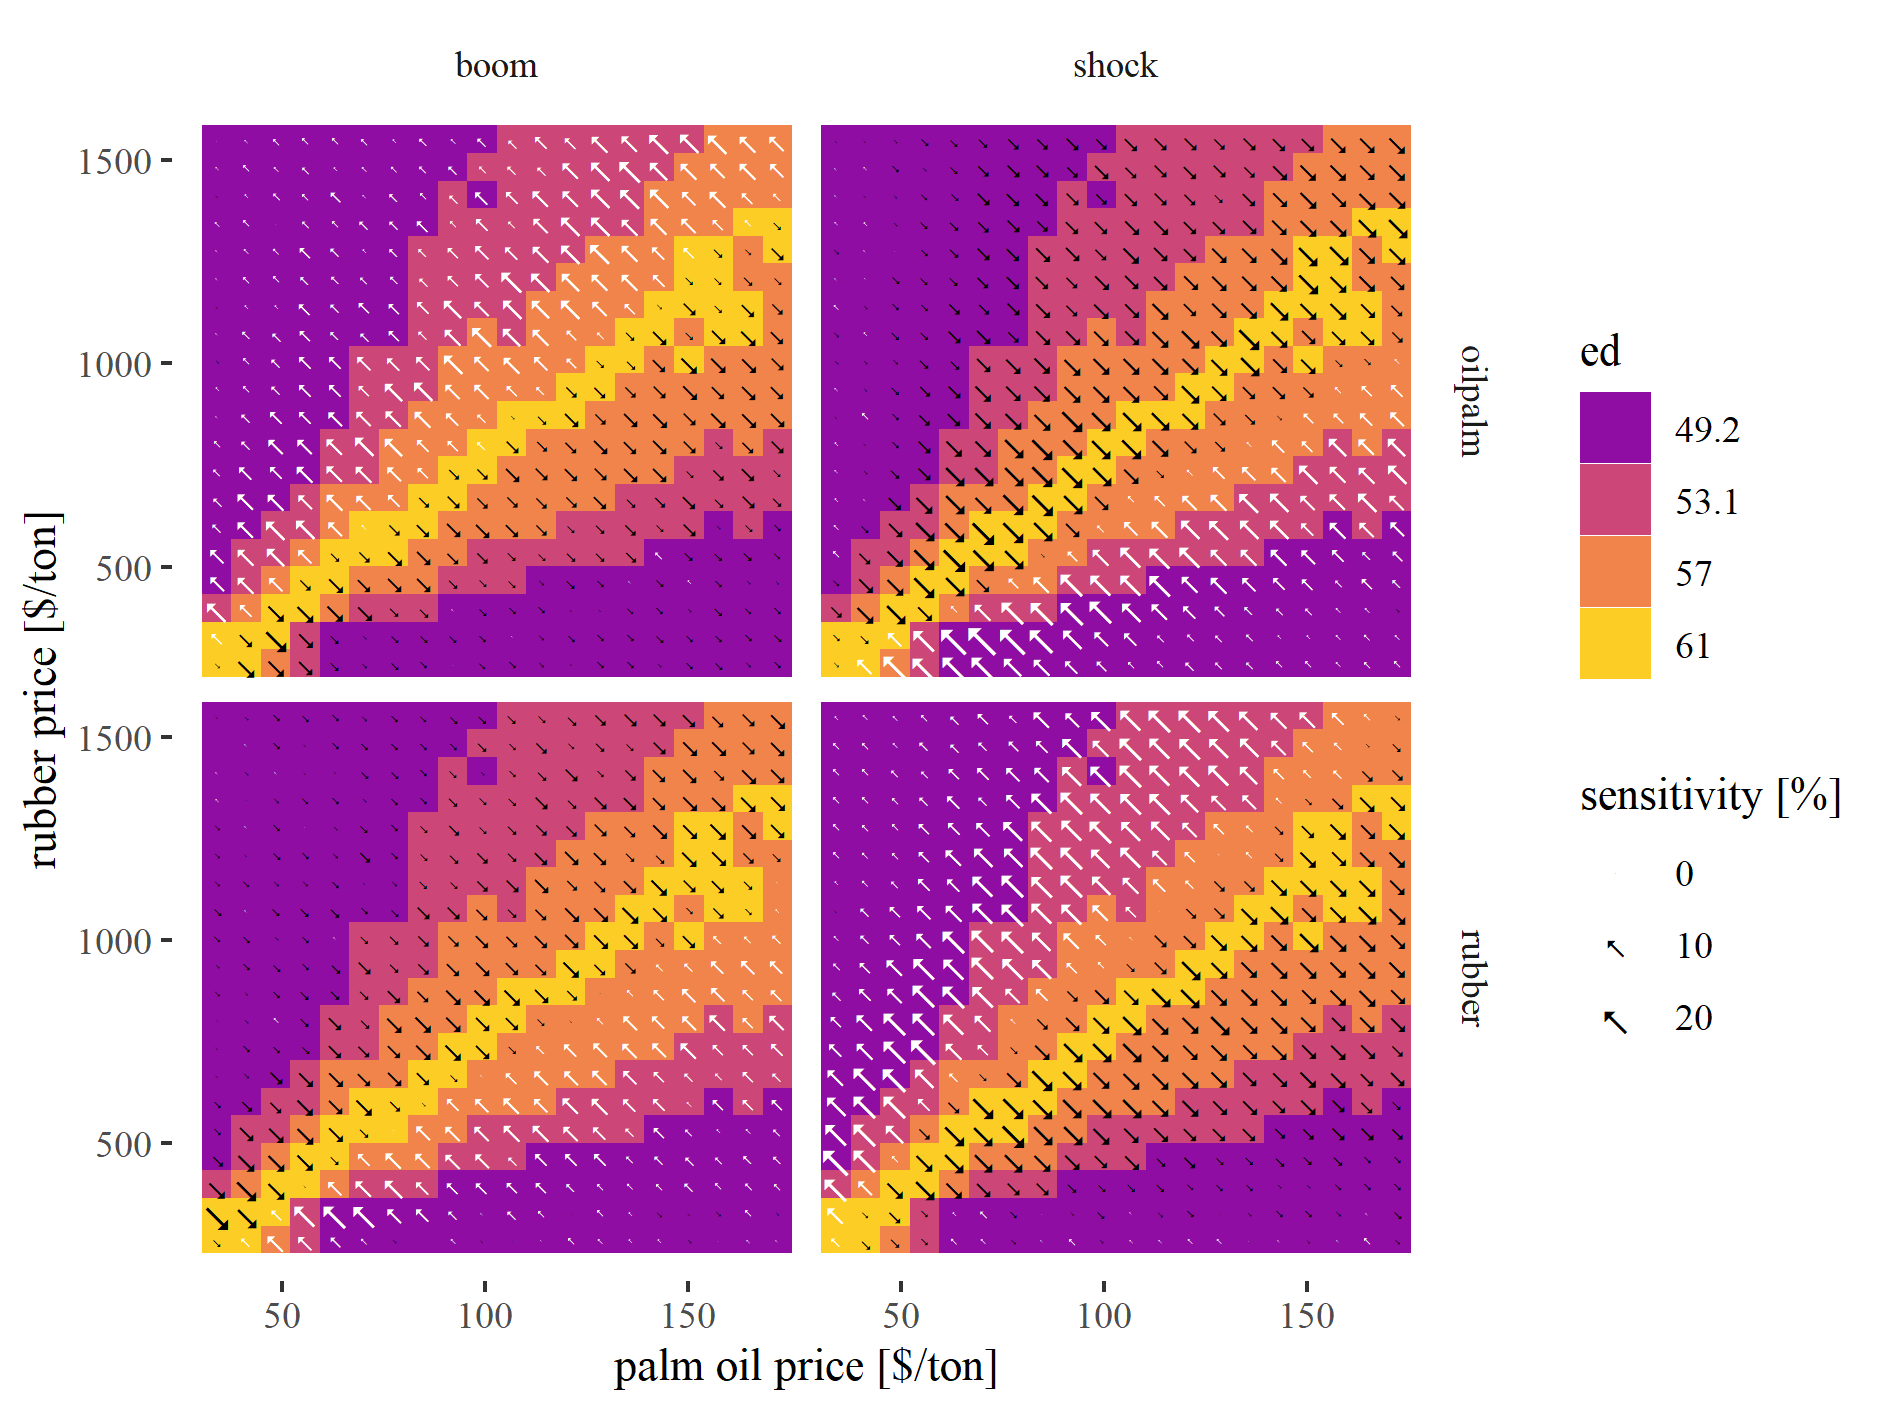 boom
shock
1500
1000
500
oilpalm
1500
1000
500
rubber
rubber price [$/ton]
50
100
150
50
100
150
palm oil price [$/ton]
ed
49.2
53.1
57
61
sensitivity [%]
0
10
20